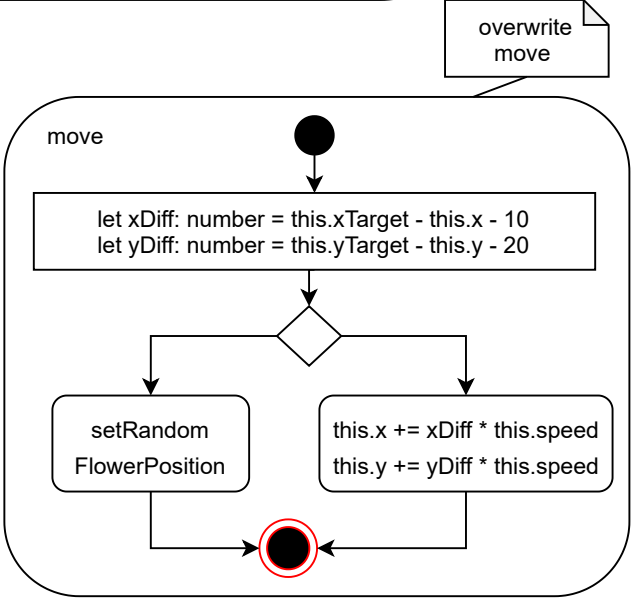 overwrite
move
move
let xDiff: number = this.xTarget - this.x - 10
let yDiff: number = this.yTarget - this.y - 20
setRandom
FlowerPosition
this.x += xDiff * this.speed
this.y += yDiff * this.speed